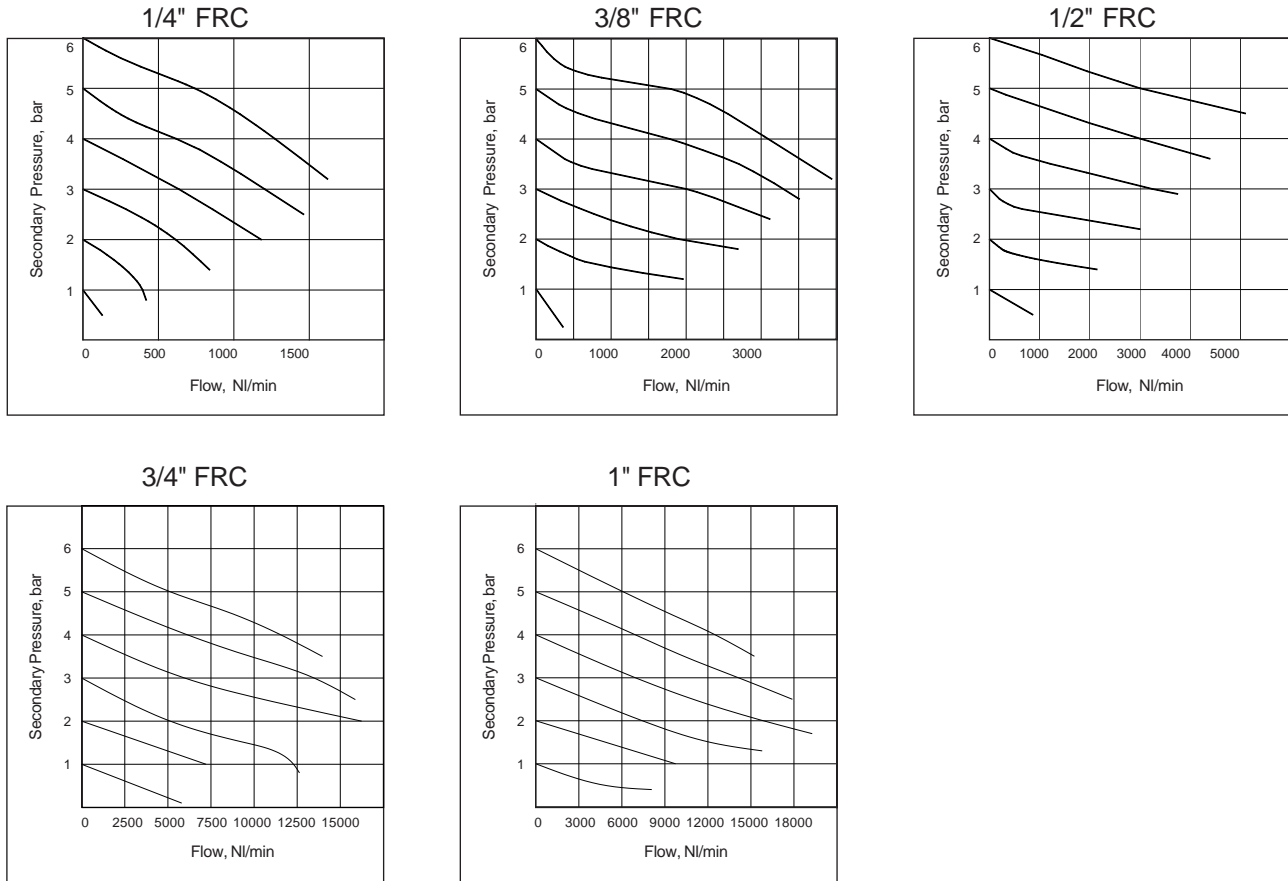 1/4" FRC
6
5
4
3
2
1
Secondary Pressure, bar
0 500 1000 1500
Flow, Nl/min
3/8" FRC
6
5
4
3
2
1
Secondary Pressure, bar
0 1000 2000 3000
Flow, Nl/min
1/2" FRC
6
5
4
3
2
1
Secondary Pressure, bar
0 1000 2000 3000 4000 5000
Flow, Nl/min
3/4" FRC
6
5
4
3
2
1
Secondary Pressure, bar
0 2500 5000 7500 10000 12500 15000
Flow, Nl/min
1" FRC
6
5
4
3
2
1
Secondary Pressure, bar
0 3000 6000 9000 12000 15000 18000
Flow, Nl/min